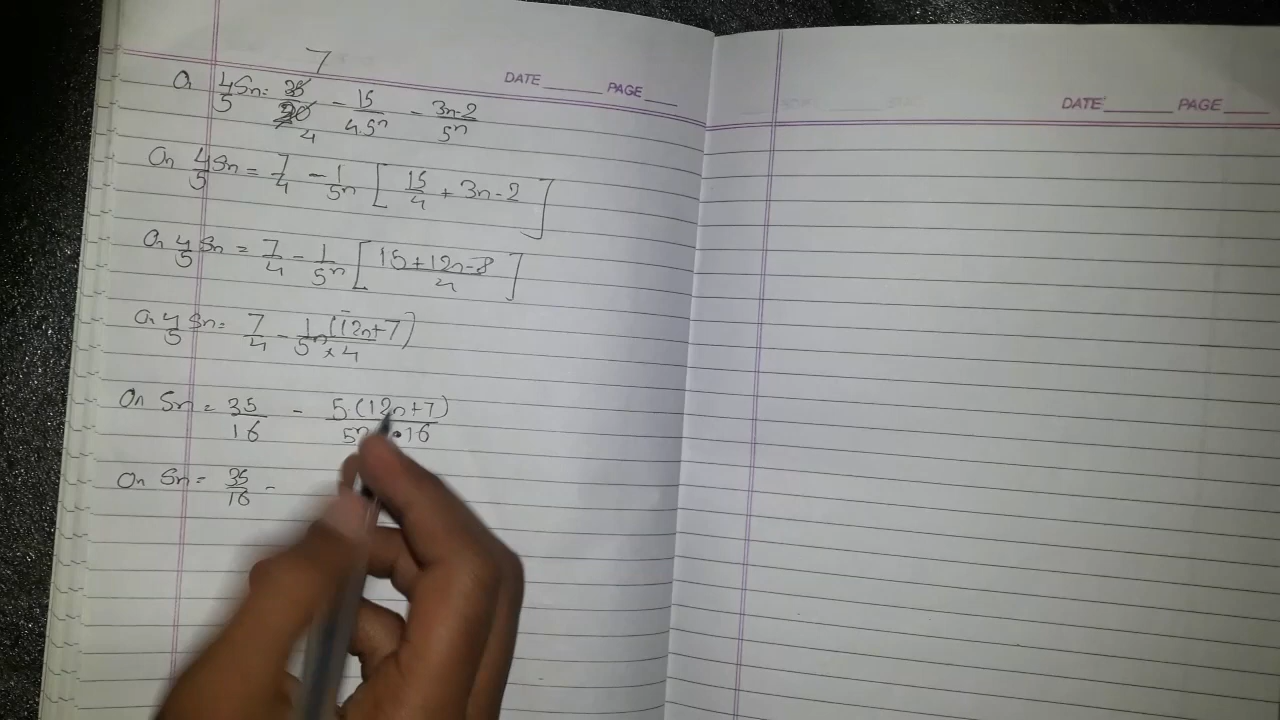 7
DATE PAGE
DATE PAGE
Or 4/5 Sn = 35/20 - 15/4.5ⁿ - 3n-2/5ⁿ
4
Or 4/5 Sn = 7/4 - 1/5ⁿ [ 15/4 + 3n-2 ]
Or 4/5 Sn = 7/4 - 1/5ⁿ [ 15+12n-8/4 ]
Or 4/5 Sn = 7/4 - 1(12n+7)/5ⁿ×4
Or Sn = 35/16 - 5.(12n+7)/5ⁿ.16
Or Sn = 35/16 -